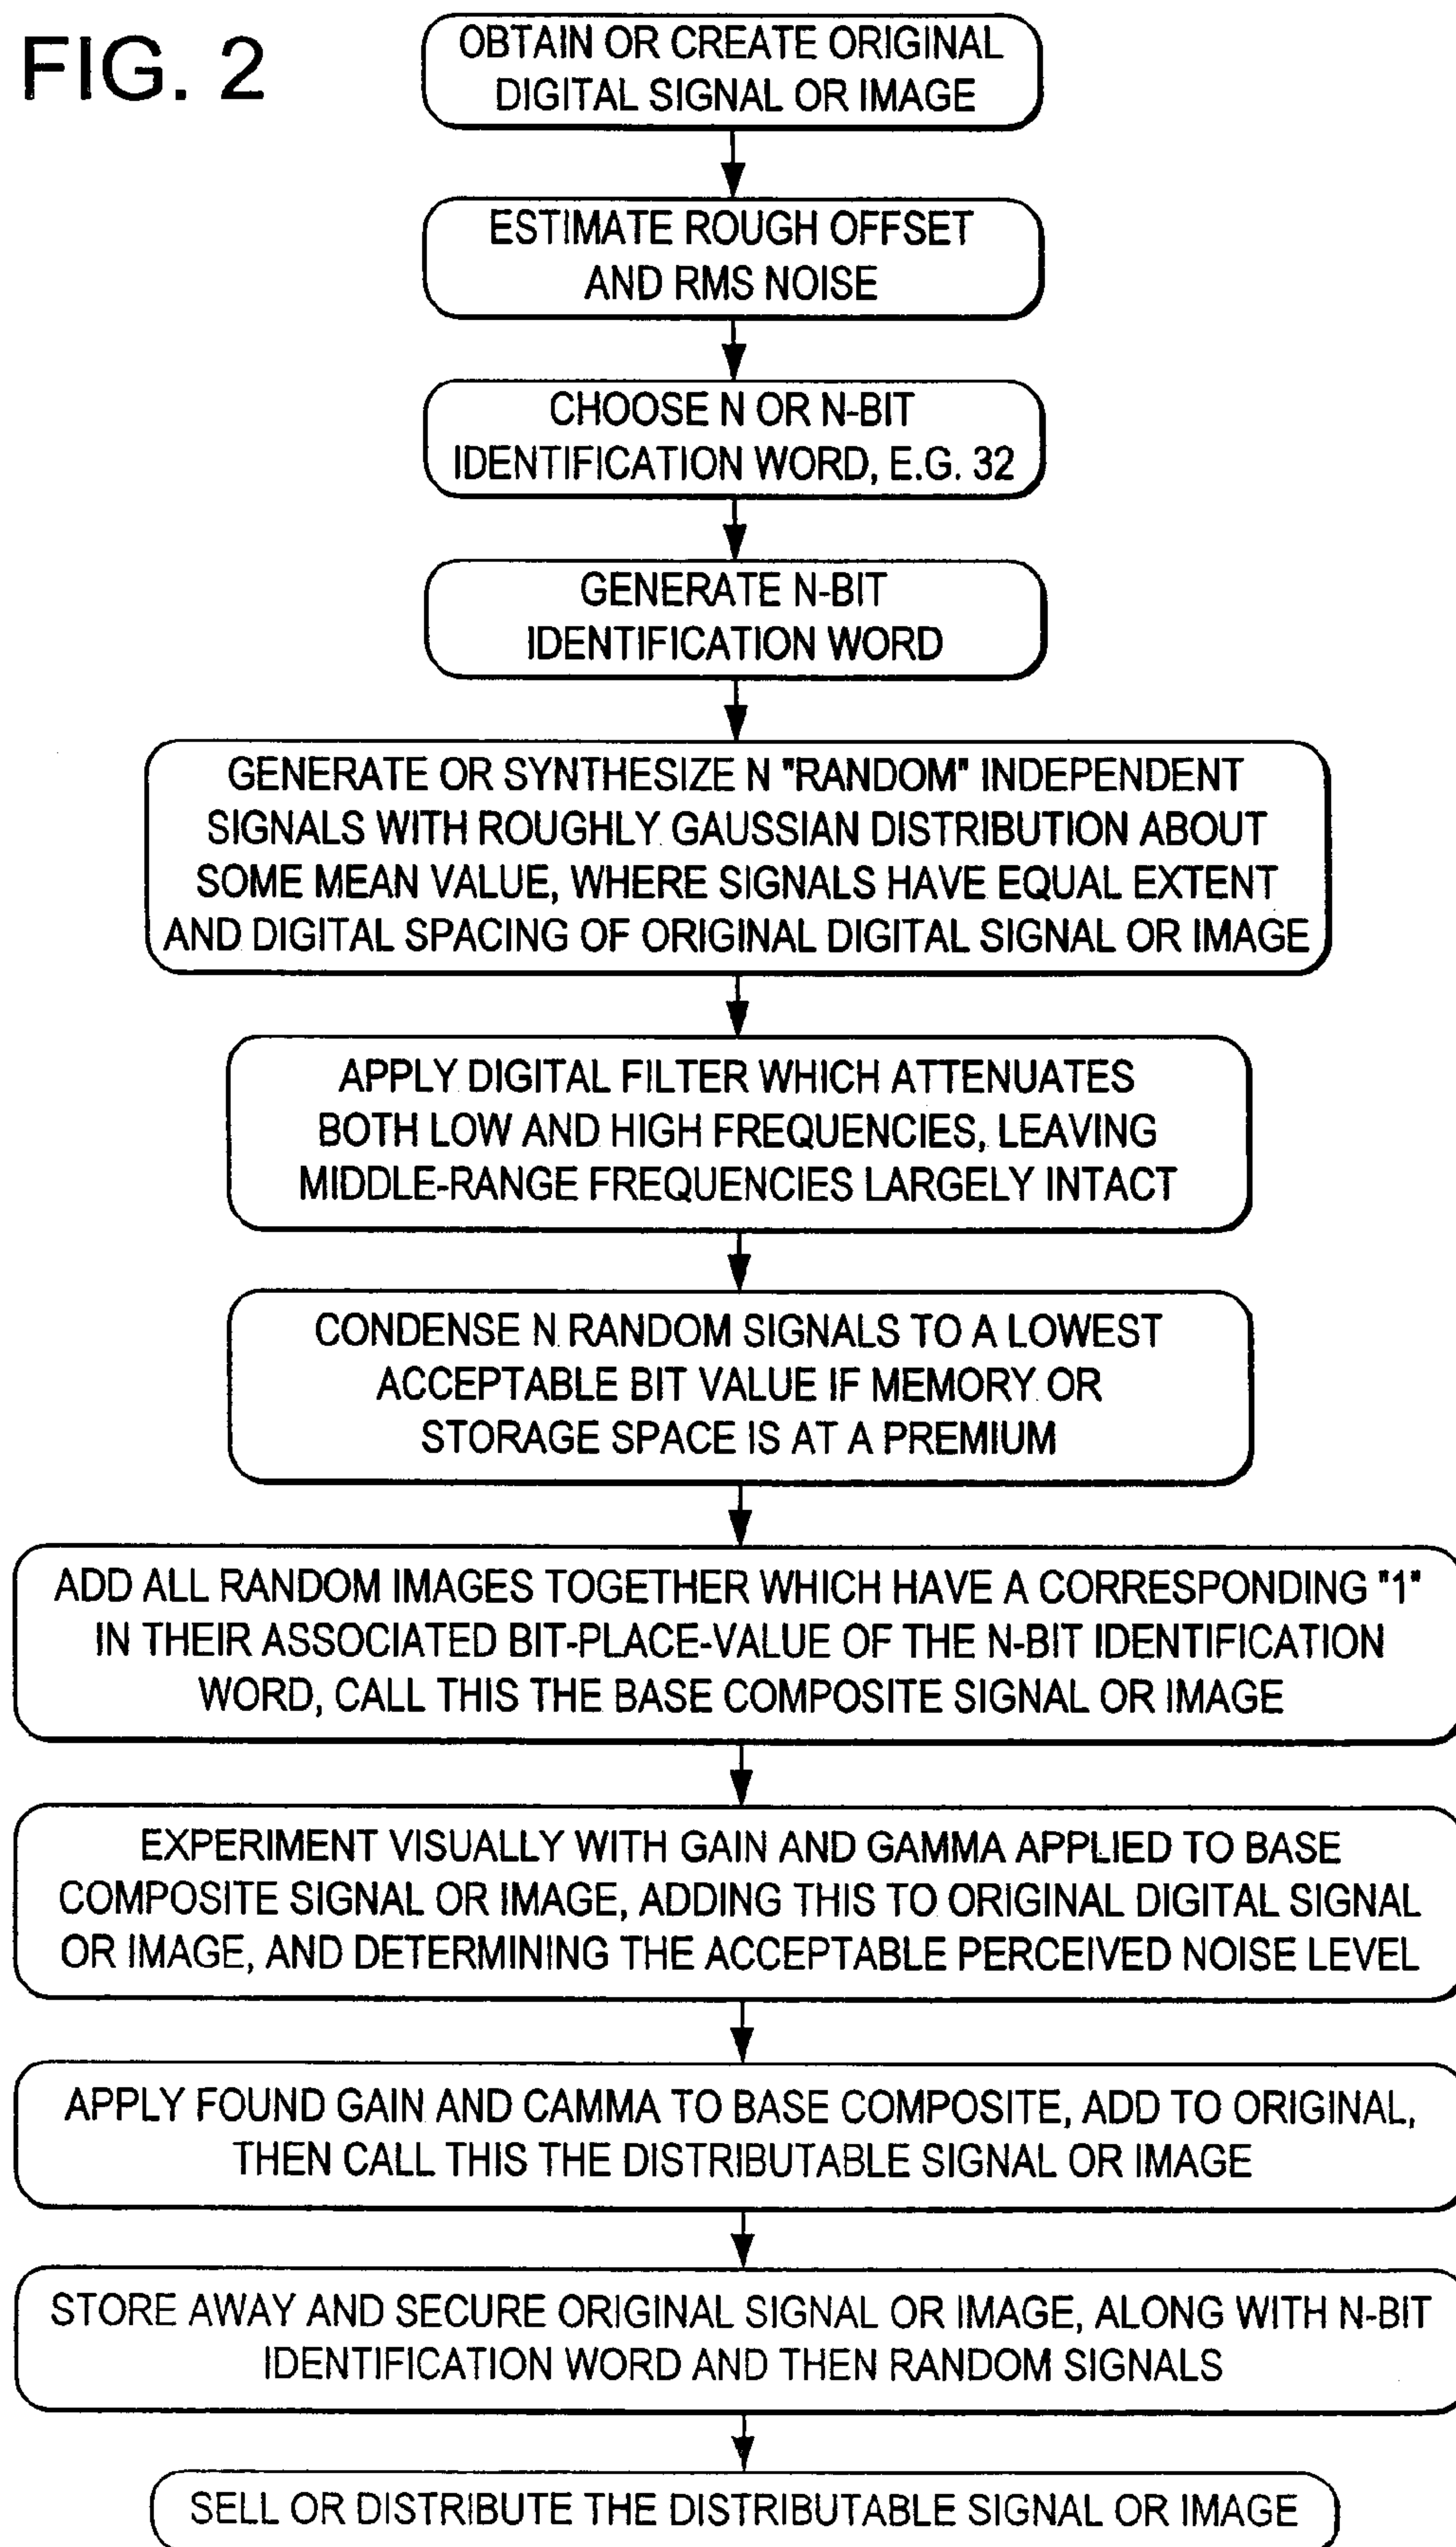 FIG. 2
OBTAIN OR CREATE ORIGINAL
DIGITAL SIGNAL OR IMAGE
ESTIMATE ROUGH OFFSET
AND RMS NOISE
CHOOSE N OR N-BIT
IDENTIFICATION WORD, E.G. 32
GENERATE N-BIT
IDENTIFICATION WORD
GENERATE OR SYNTHESIZE N "RANDOM" INDEPENDENT
SIGNALS WITH ROUGHLY GAUSSIAN DISTRIBUTION ABOUT
SOME MEAN VALUE, WHERE SIGNALS HAVE EQUAL EXTENT
AND DIGITAL SPACING OF ORIGINAL DIGITAL SIGNAL OR IMAGE
APPLY DIGITAL FILTER WHICH ATTENUATES
BOTH LOW AND HIGH FREQUENCIES, LEAVING
MIDDLE-RANGE FREQUENCIES LARGELY INTACT
CONDENSE N RANDOM SIGNALS TO A LOWEST
ACCEPTABLE BIT VALUE IF MEMORY OR
STORAGE SPACE IS AT A PREMIUM
ADD ALL RANDOM IMAGES TOGETHER WHICH HAVE A CORRESPONDING "1"
IN THEIR ASSOCIATED BIT-PLACE-VALUE OF THE N-BIT IDENTIFICATION
WORD, CALL THIS THE BASE COMPOSITE SIGNAL OR IMAGE
EXPERIMENT VISUALLY WITH GAIN AND GAMMA APPLIED TO BASE
COMPOSITE SIGNAL OR IMAGE, ADDING THIS TO ORIGINAL DIGITAL SIGNAL
OR IMAGE, AND DETERMINING THE ACCEPTABLE PERCEIVED NOISE LEVEL
APPLY FOUND GAIN AND CAMMA TO BASE COMPOSITE, ADD TO ORIGINAL,
THEN CALL THIS THE DISTRIBUTABLE SIGNAL OR IMAGE
STORE AWAY AND SECURE ORIGINAL SIGNAL OR IMAGE, ALONG WITH N-BIT
IDENTIFICATION WORD AND THEN RANDOM SIGNALS
SELL OR DISTRIBUTE THE DISTRIBUTABLE SIGNAL OR IMAGE